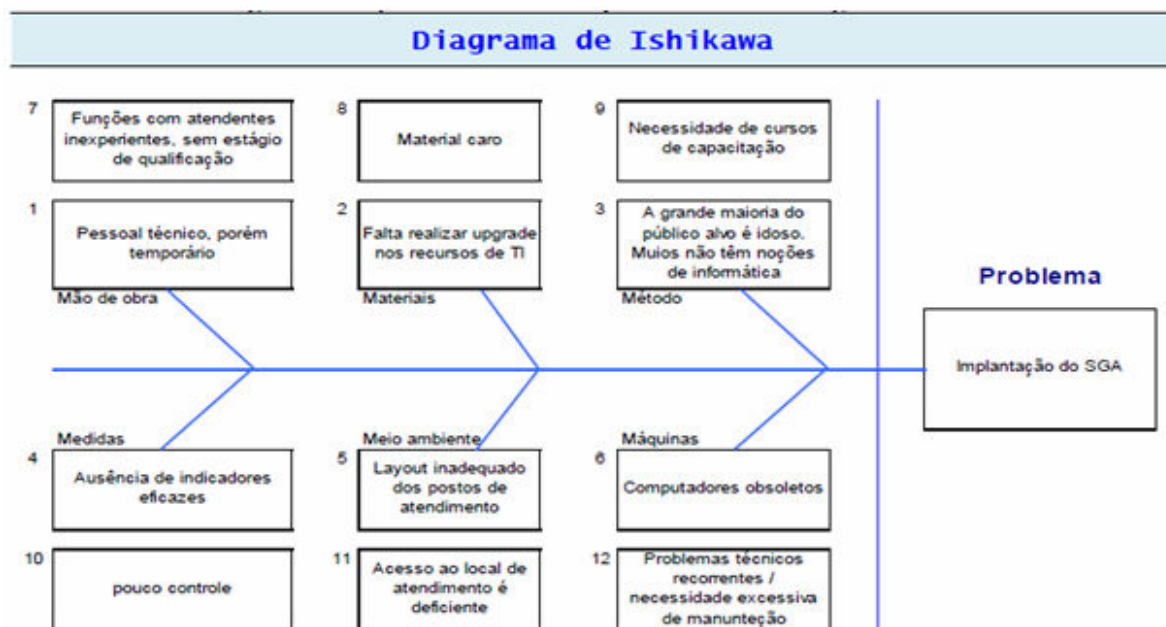 Diagrama de Ishikawa
7
Funções com atendentes
inexperientes, sem estágio
de qualificação
8
Material caro
9
Necessidade de cursos
de capacitação
1
Pessoal técnico, porém
temporário
2
Falta realizar upgrade
nos recursos de TI
3
A grande maioria do
público alvo é idoso.
Muios não têm noções
de informática
Mão de obra
Materiais
Método
Problema
Implantação do SGA
Medidas
Meio ambiente
Máquinas
4
Ausência de indicadores
eficazes
5
Layout inadequado
dos postos de
atendimento
6
Computadores obsoletos
10
pouco controle
11
Acesso ao local de
atendimento é
deficiente
12
Problemas técnicos
recorrentes /
necessidade excessiva
de manunteção